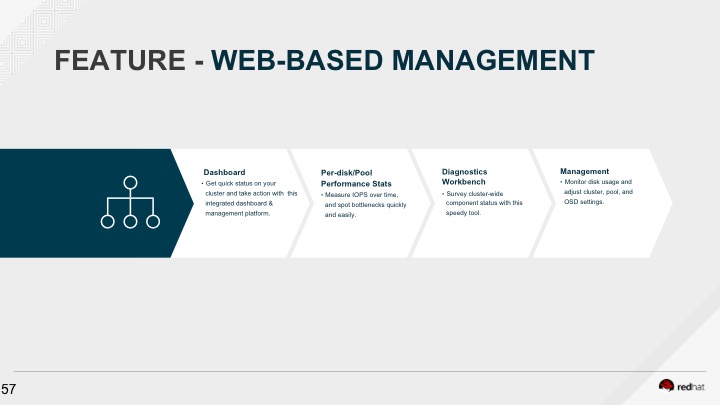 FEATURE - WEB-BASED MANAGEMENT
Dashboard
• Get quick status on your
cluster and take action with this
integrated dashboard &
management platform.
Per-disk/Pool
Performance Stats
• Measure IOPS over time,
and spot bottlenecks quickly
and easily.
Diagnostics
Workbench
• Survey cluster-wide
component status with this
speedy tool.
Management
• Monitor disk usage and
adjust cluster, pool, and
OSD settings.
57
redhat.